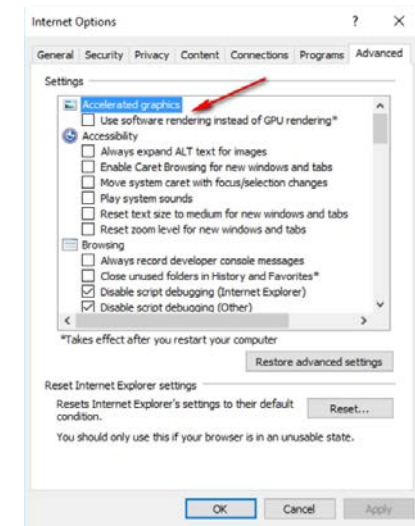 Internet Options ? ×
General Security Privacy Content Connections Programs Advanced
Settings
Accelerated graphics
Use software rendering instead of GPU rendering*
Accessibility
Always expand ALT text for images
Enable Caret Browsing for new windows and tabs
Move system caret with focus/selection changes
Play system sounds
Reset text size to medium for new windows and tabs
Reset zoom level for new windows and tabs
Browsing
Always record developer console messages
Close unused folders in History and Favorites*
Disable script debugging (Internet Explorer)
Disable script debugging (Other)
*Takes effect after you restart your computer
Restore advanced settings
Reset Internet Explorer settings
Resets Internet Explorer's settings to their default
condition.
Reset...
You should only use this if your browser is in an unusable state.
OK Cancel Apply